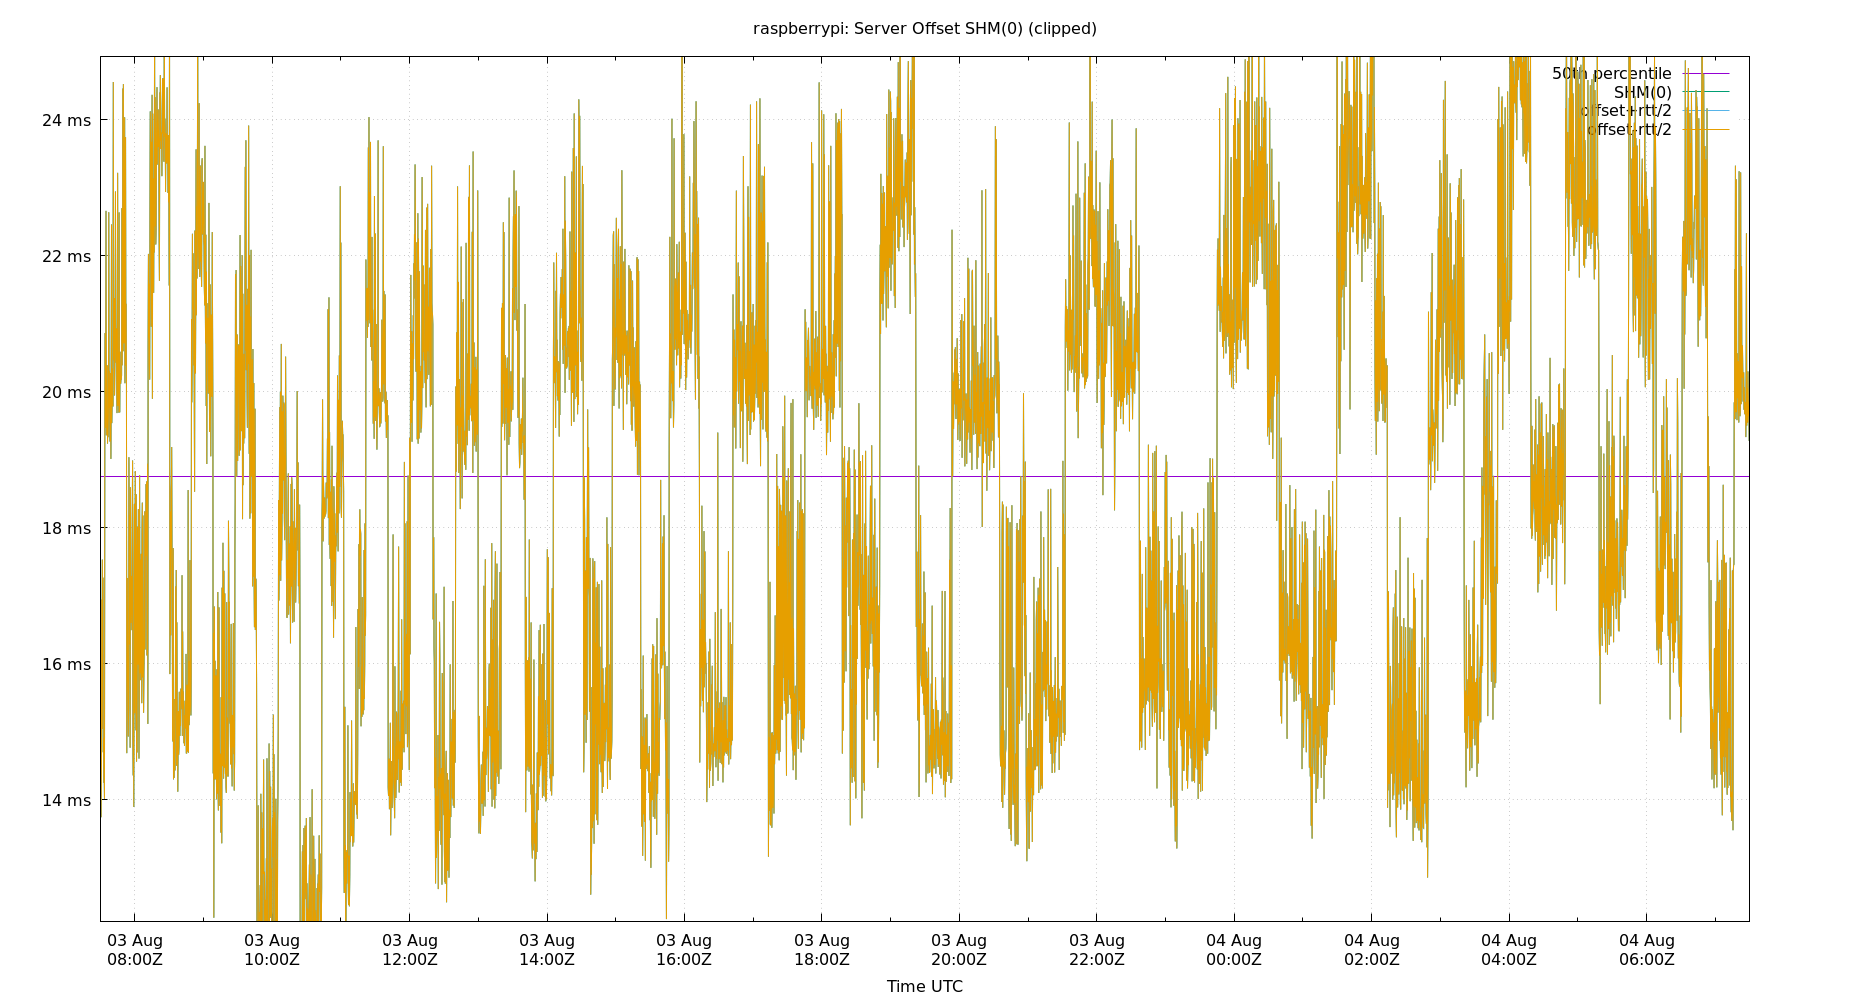 raspberrypi: Server Offset SHM(0) (clipped)
50th percentile
SHM(0)
offset+rtt/2
offset-rtt/2
24 ms
22 ms
20 ms
18 ms
16 ms
14 ms
03 Aug 03 Aug 03 Aug 03 Aug 03 Aug 03 Aug 03 Aug 03 Aug 04 Aug 04 Aug 04 Aug 04 Aug
08:00Z 10:00Z 12:00Z 14:00Z 16:00Z 18:00Z 20:00Z 22:00Z 00:00Z 02:00Z 04:00Z 06:00Z
Time UTC